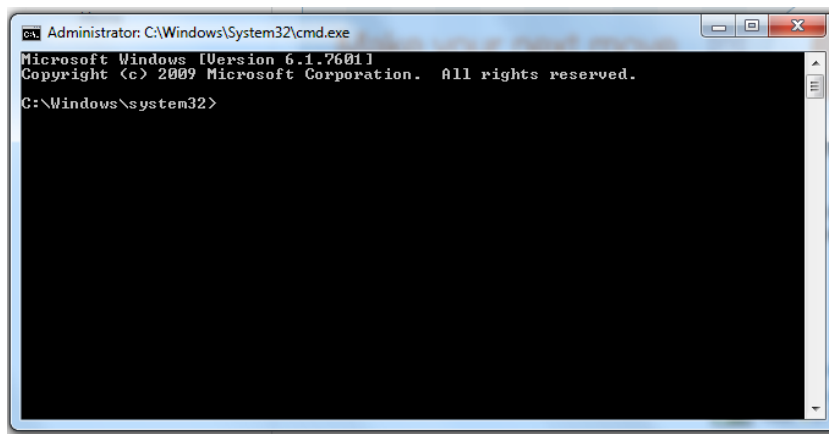 Administrator: C:\Windows\System32\cmd.exe
Microsoft Windows [Version 6.1.7601]
Copyright (c) 2009 Microsoft Corporation.  All rights reserved.
C:\Windows\system32>